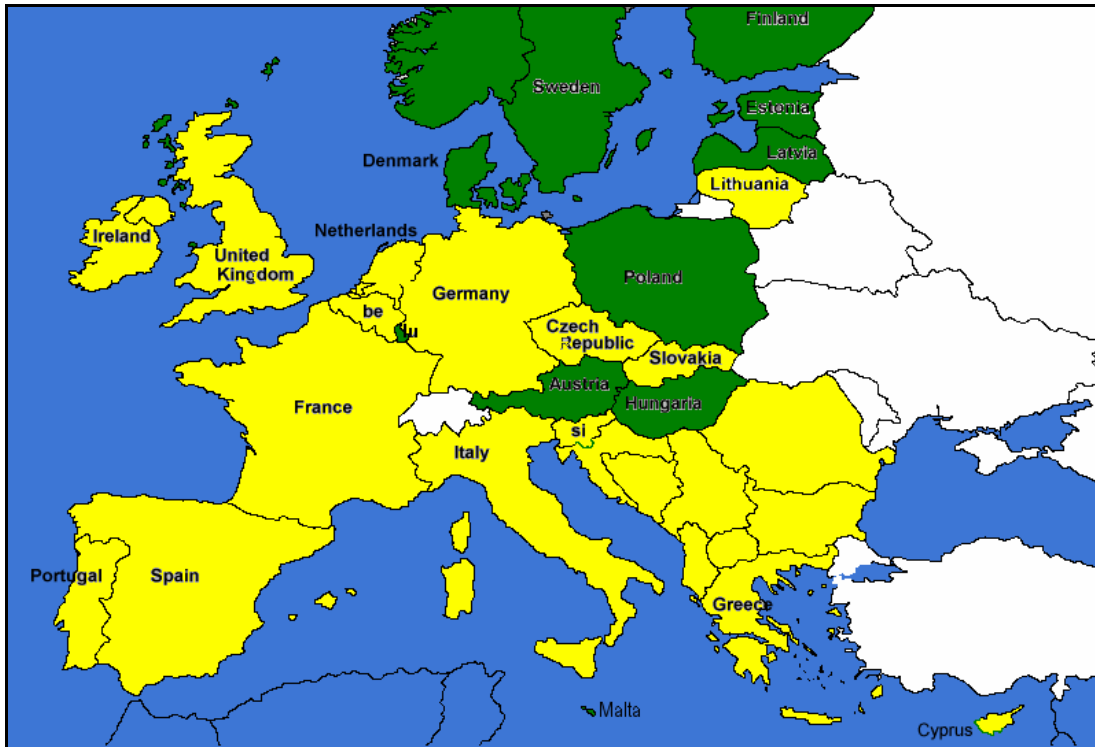 Finland
Sweden
Estonia
Denmark
Latvia
Lithuania
Netherlands
Ireland
United
Kingdom
Poland
Germany
be
lu
Czech
Republic
Slovakia
Austria
Hungaria
France
si
Italy
Portugal
Spain
Greece
Malta
Cyprus